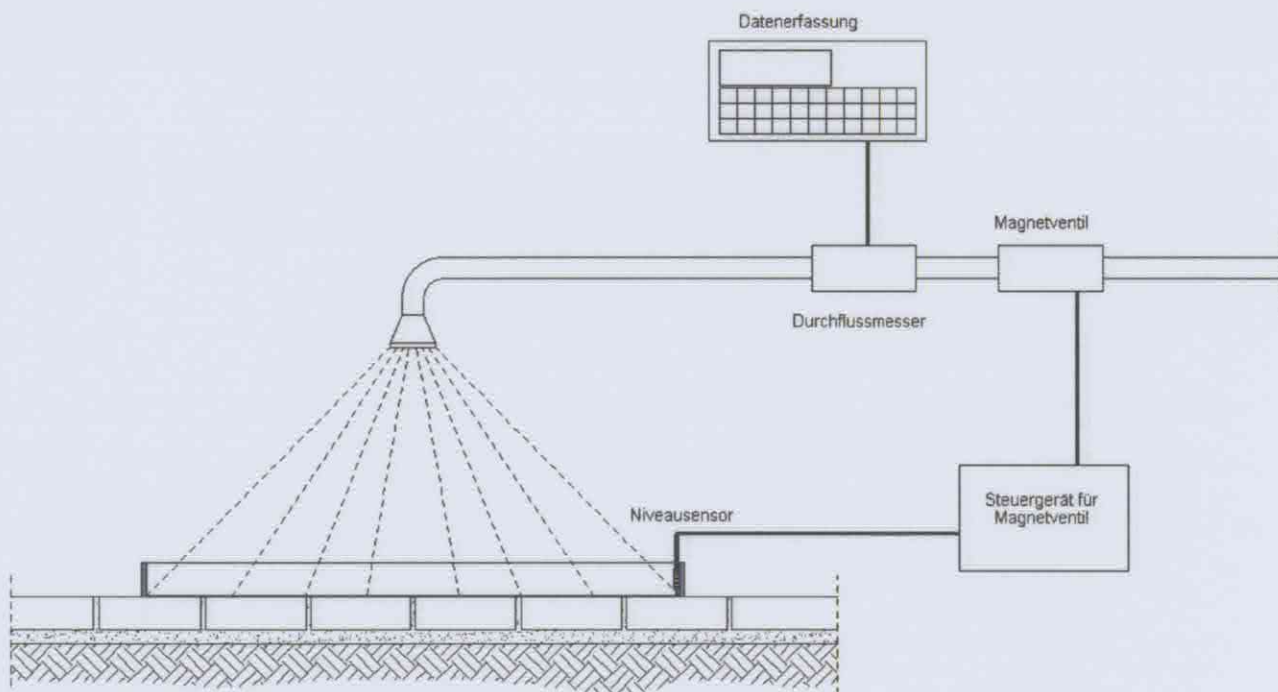 Datenerfassung
Magnetventil
Durchflussmesser
Steuergerät für
Magnetventil
Niveausensor